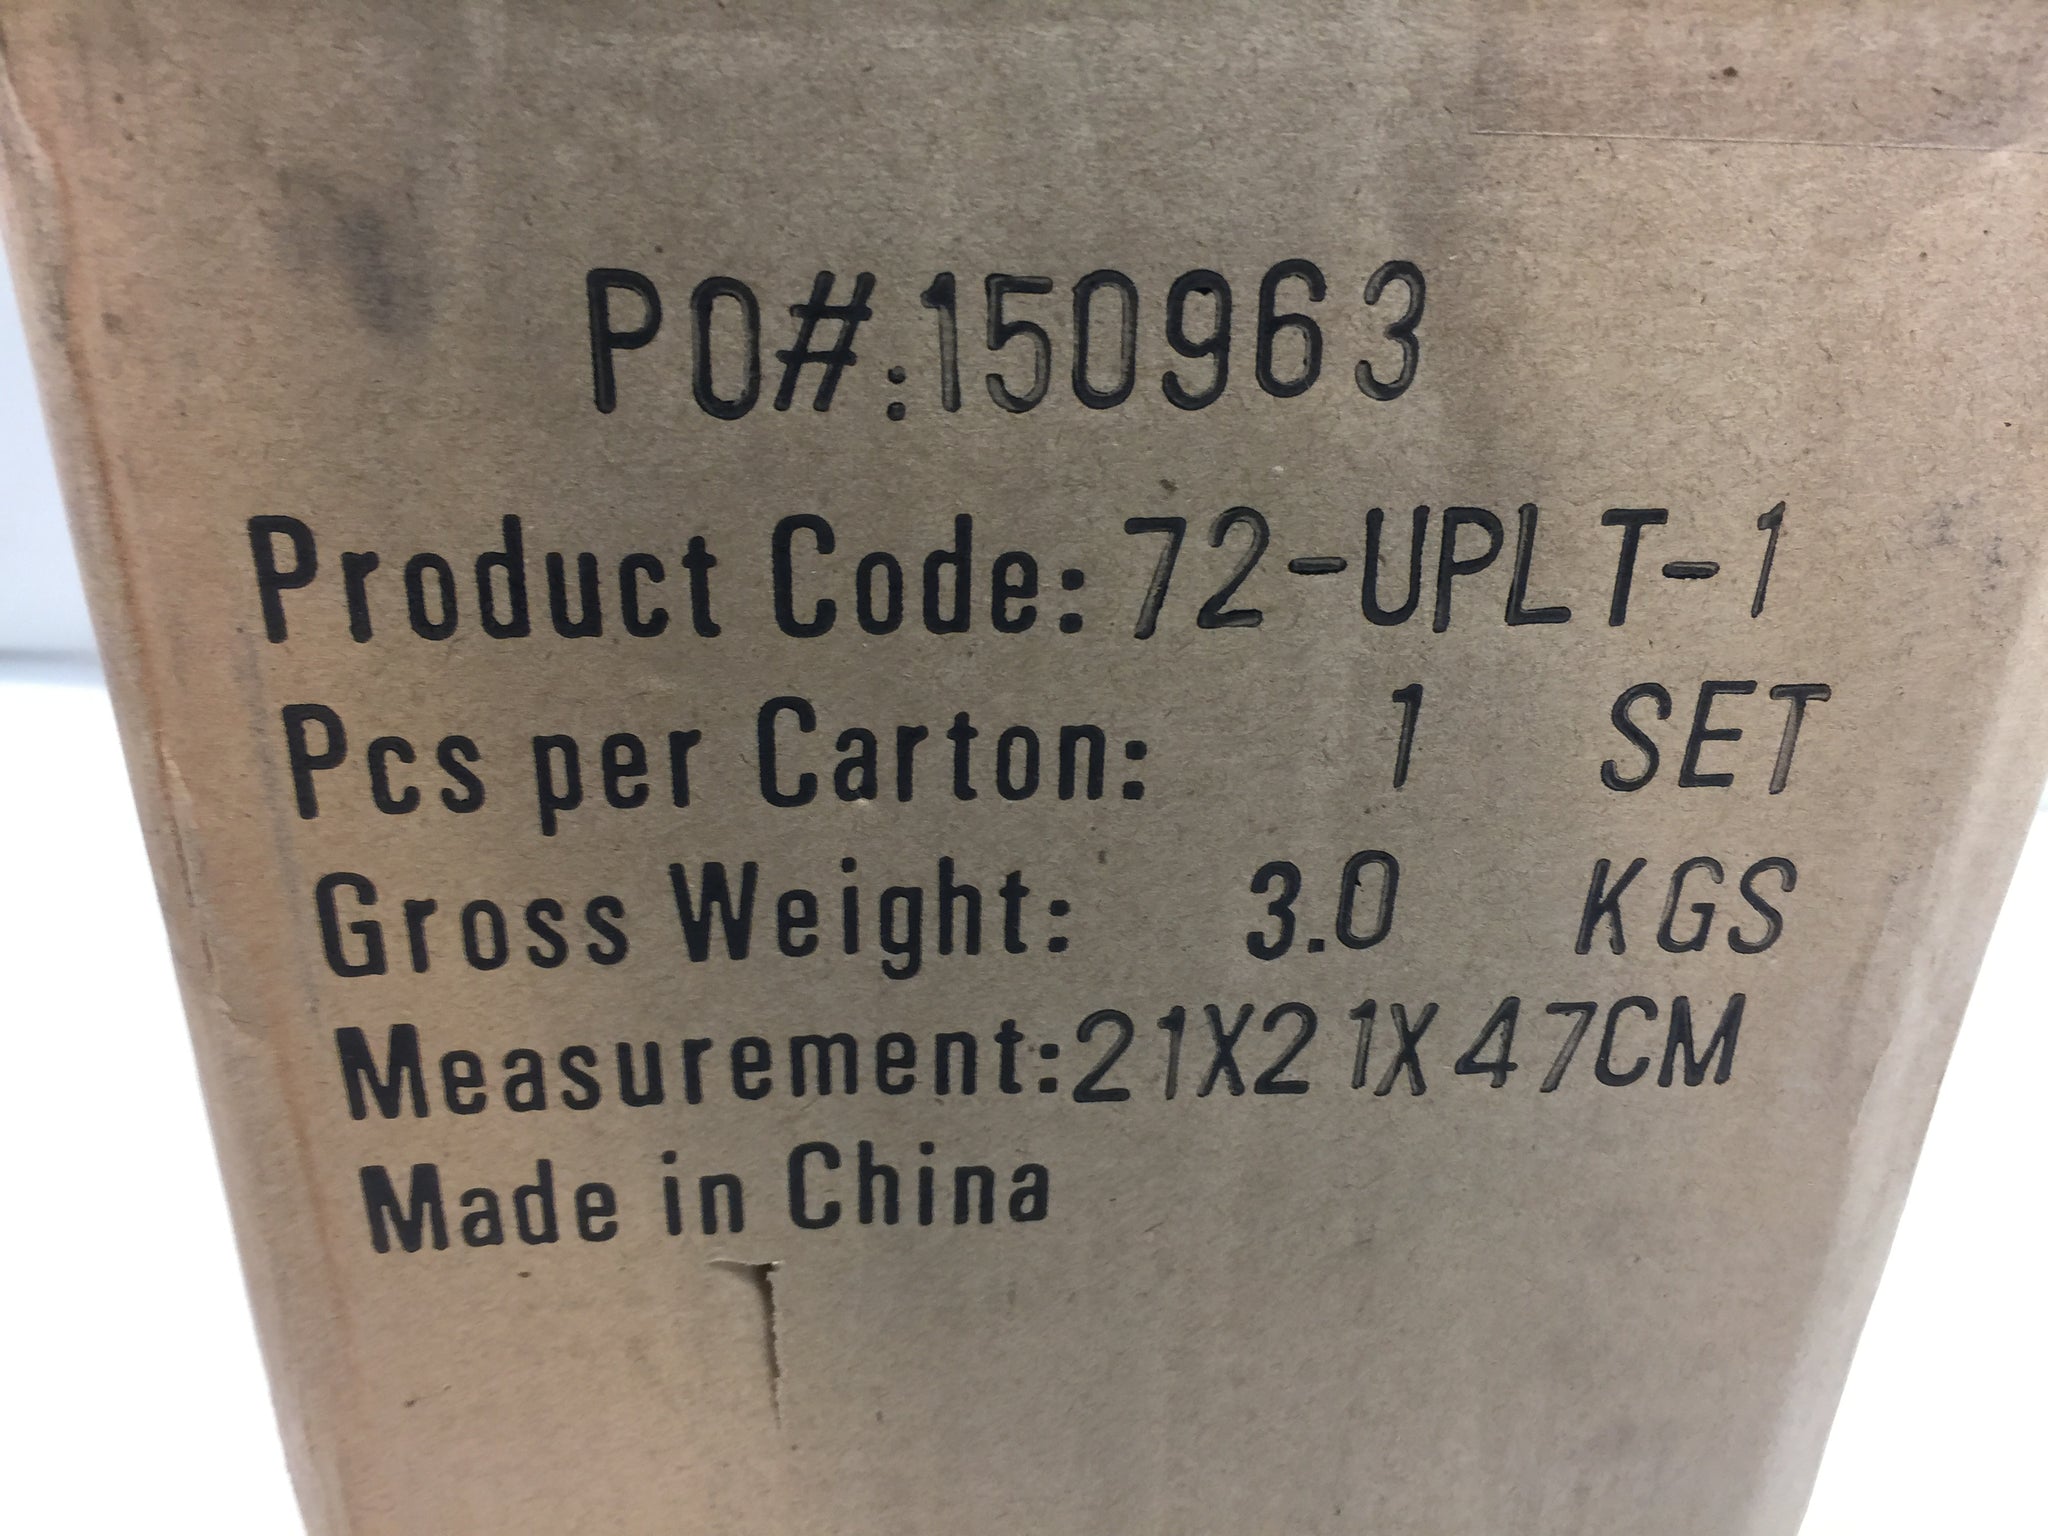 PO#:150963
Product Code: 72-UPLT-1
Pcs per Carton: 1 SET
Gross Weight: 3.0 KGS
Measurement:21X21X47CM
Made in China